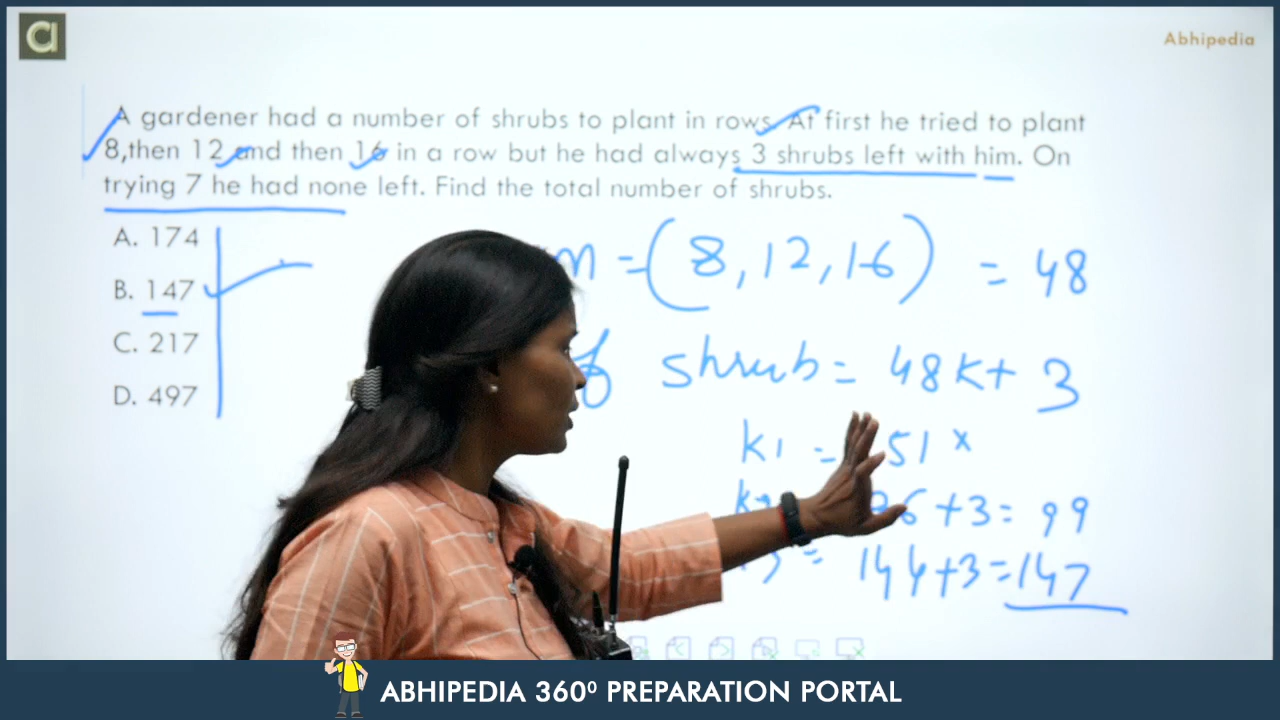 Abhipedia
A gardener had a number of shrubs to plant in rows. At first he tried to plant
8,then 12 and then 16 in a row but he had always 3 shrubs left with him. On
trying 7 he had none left. Find the total number of shrubs.
A. 174
B. 147
C. 217
D. 497
= (8, 12, 16) = 48
shrub = 48K + 3
K1 = 51 ×
+3 = 99
= 144+3 = 147
ABHIPEDIA 360⁰ PREPARATION PORTAL